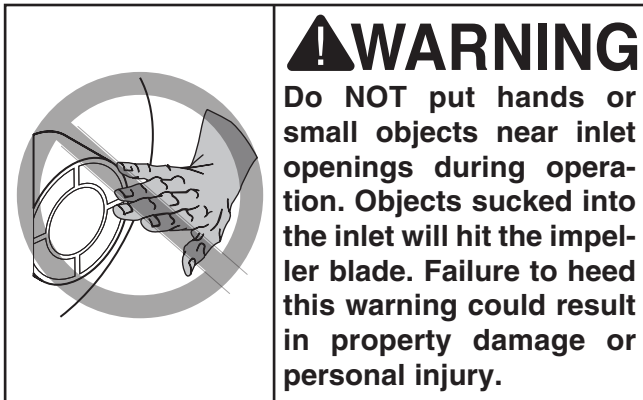 WARNING
Do NOT put hands or
small objects near inlet
openings during opera-
tion. Objects sucked into
the inlet will hit the impel-
ler blade. Failure to heed
this warning could result
in property damage or
personal injury.